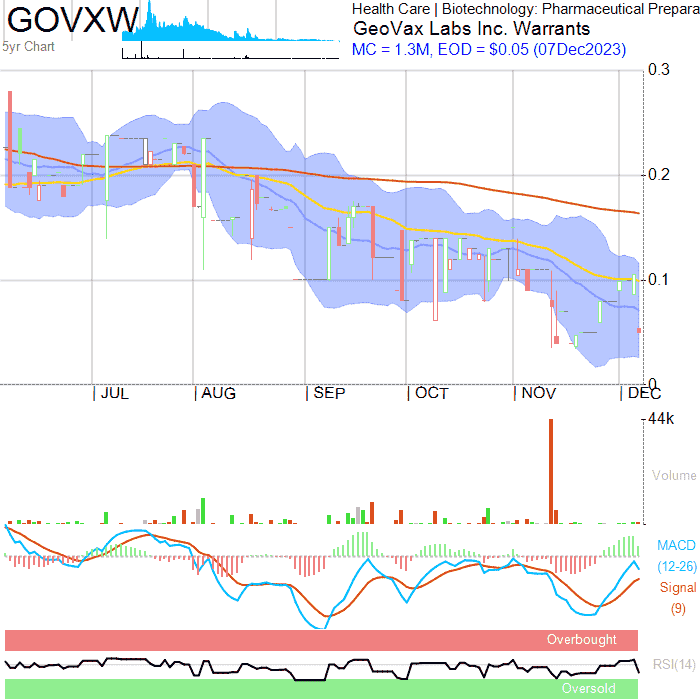 GOVXW
5yr Chart
Health Care | Biotechnology: Pharmaceutical Prepara
GeoVax Labs Inc. Warrants
MC = 1.3M, EOD = $0.05 (07Dec2023)
0.3
0.2
0.1
0
JUL AUG SEP OCT NOV DEC
44k
Volume
MACD
(12-26)
Signal
(9)
Overbought
RSI(14)
Oversold